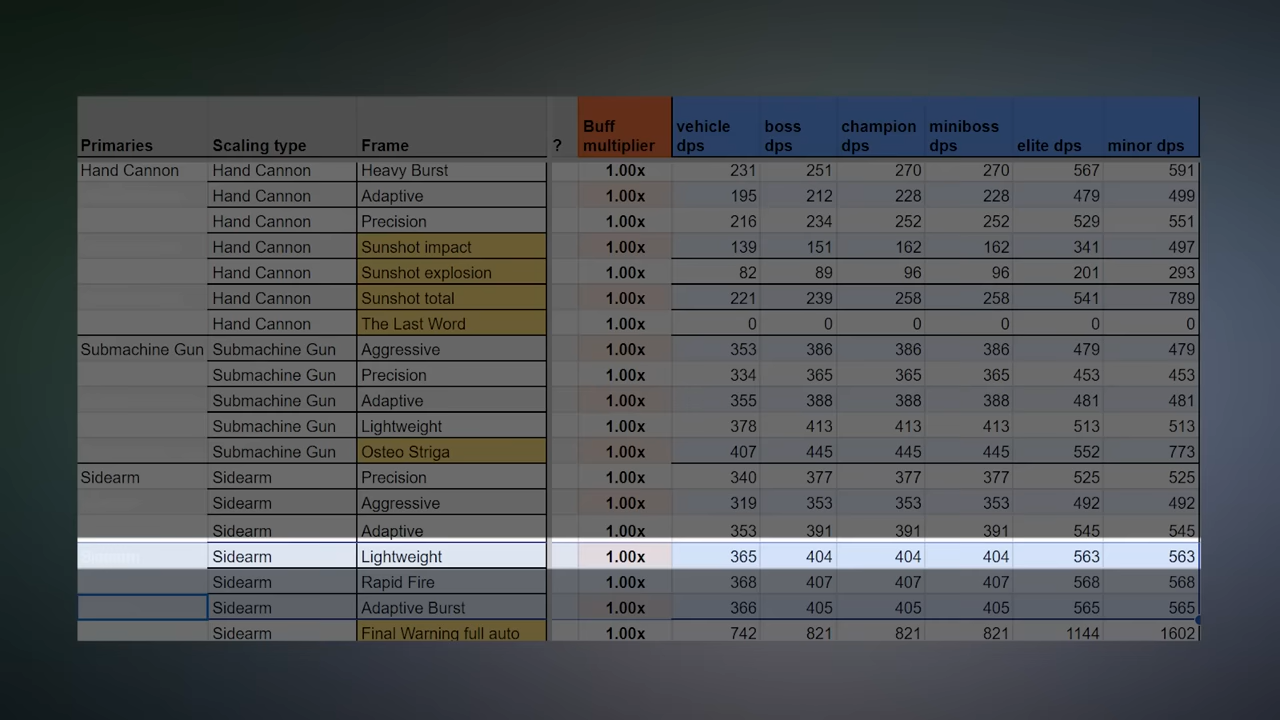 Primaries Scaling type Frame ? Buff multiplier vehicle dps boss dps champion dps miniboss dps elite dps minor dps
Hand Cannon Hand Cannon Heavy Burst 1.00x 231 251 270 270 567 591
Hand Cannon Adaptive 1.00x 195 212 228 228 479 499
Hand Cannon Precision 1.00x 216 234 252 252 529 551
Hand Cannon Sunshot impact 1.00x 139 151 162 162 341 497
Hand Cannon Sunshot explosion 1.00x 82 89 96 96 201 293
Hand Cannon Sunshot total 1.00x 221 239 258 258 541 789
Hand Cannon The Last Word 1.00x 0 0 0 0 0 0
Submachine Gun Submachine Gun Aggressive 1.00x 353 386 386 386 479 479
Submachine Gun Precision 1.00x 334 365 365 365 453 453
Submachine Gun Adaptive 1.00x 355 388 388 388 481 481
Submachine Gun Lightweight 1.00x 378 413 413 413 513 513
Submachine Gun Osteo Striga 1.00x 407 445 445 445 552 773
Sidearm Sidearm Precision 1.00x 340 377 377 377 525 525
Sidearm Aggressive 1.00x 319 353 353 353 492 492
Sidearm Adaptive 1.00x 353 391 391 391 545 545
Sidearm Lightweight 1.00x 365 404 404 404 563 563
Sidearm Rapid Fire 1.00x 368 407 407 407 568 568
Sidearm Adaptive Burst 1.00x 366 405 405 405 565 565
Sidearm Final Warning full auto 1.00x 742 821 821 821 1144 1602